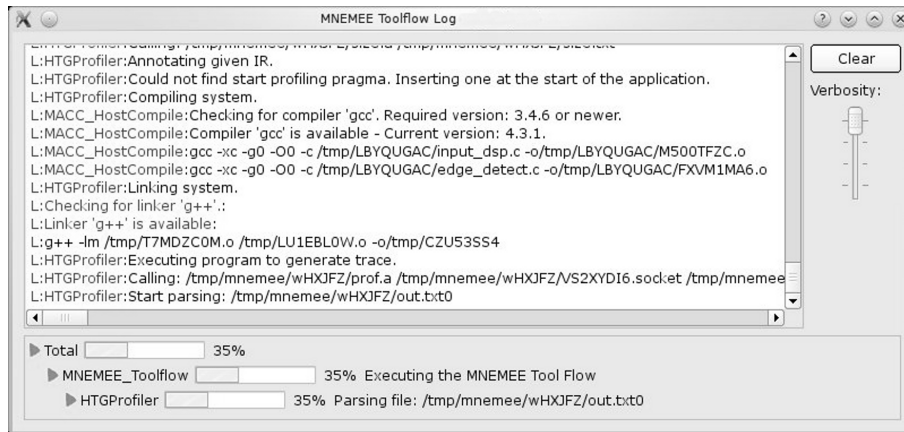 MNEMEE Toolflow Log
L:HTGProfiler:Annotating given IR.
L:HTGProfiler:Could not find start profiling pragma. Inserting one at the start of the application.
L:HTGProfiler:Compiling system.
L:MACC_HostCompile:Checking for compiler 'gcc'. Required version: 3.4.6 or newer.
L:MACC_HostCompile:Compiler 'gcc' is available - Current version: 4.3.1.
L:MACC_HostCompile:gcc -xc -g0 -O0 -c /tmp/LBYQUGAC/input_dsp.c -o/tmp/LBYQUGAC/M500TFZC.o
L:MACC_HostCompile:gcc -xc -g0 -O0 -c /tmp/LBYQUGAC/edge_detect.c -o/tmp/LBYQUGAC/FXVM1MA6.o
L:HTGProfiler:Linking system.
L:Checking for linker 'g++'.:
L:Linker 'g++' is available:
L:g++ -lm /tmp/T7MDZC0M.o /tmp/LU1EBL0W.o -o/tmp/CZU53SS4
L:HTGProfiler:Executing program to generate trace.
L:HTGProfiler:Calling: /tmp/mnemee/wHXJFZ/prof.a /tmp/mnemee/wHXJFZ/VS2XYDI6.socket /tmp/mnemee
L:HTGProfiler:Start parsing: /tmp/mnemee/wHXJFZ/out.txt0
Clear
Verbosity:
Total 35%
MNEMEE_Toolflow 35% Executing the MNEMEE Tool Flow
HTGProfiler 35% Parsing file: /tmp/mnemee/wHXJFZ/out.txt0